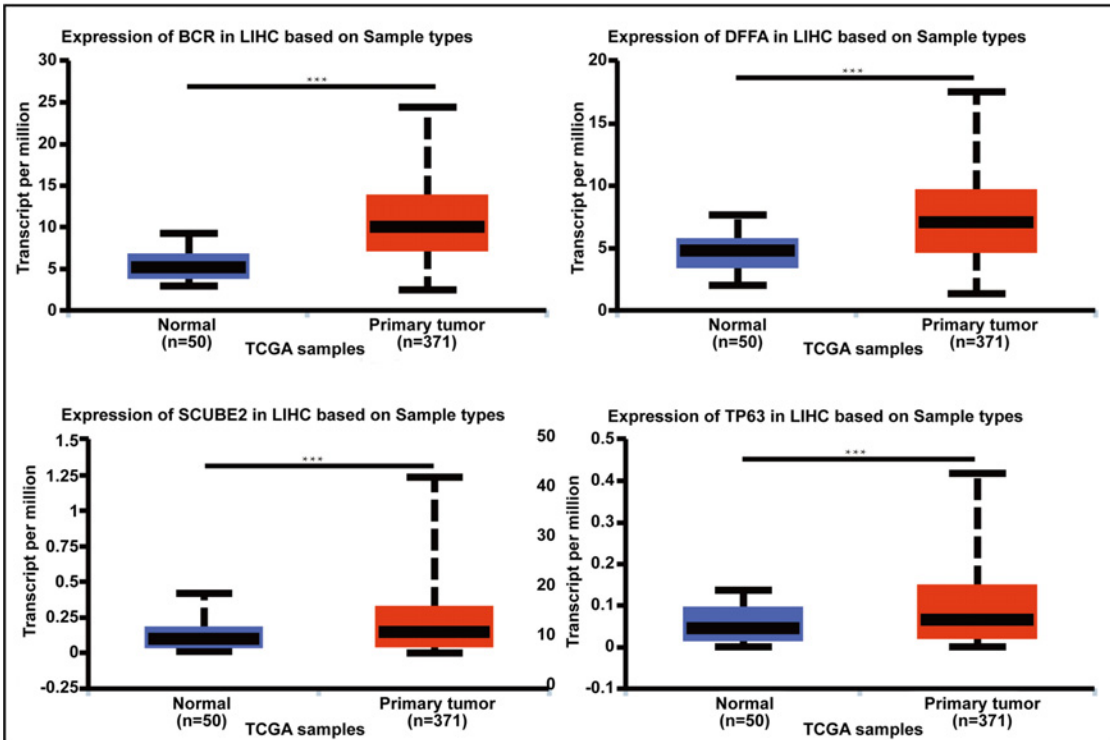 Expression of BCR in LIHC based on Sample types
Transcript per million
30
25
20
15
10
5
0
***
Normal
(n=50)
Primary tumor
(n=371)
TCGA samples
Expression of DFFA in LIHC based on Sample types
Transcript per million
20
15
10
5
0
***
Normal
(n=50)
Primary tumor
(n=371)
TCGA samples
Expression of SCUBE2 in LIHC based on Sample types
Transcript per million
1.5
1.25
1
0.75
0.5
0.25
0
-0.25
***
Normal
(n=50)
Primary tumor
(n=371)
TCGA samples
50
40
30
20
10
0
Expression of TP63 in LIHC based on Sample types
Transcript per million
0.5
0.4
0.3
0.2
0.1
0.1
0
-0.1
***
Normal
(n=50)
Primary tumor
(n=371)
TCGA samples